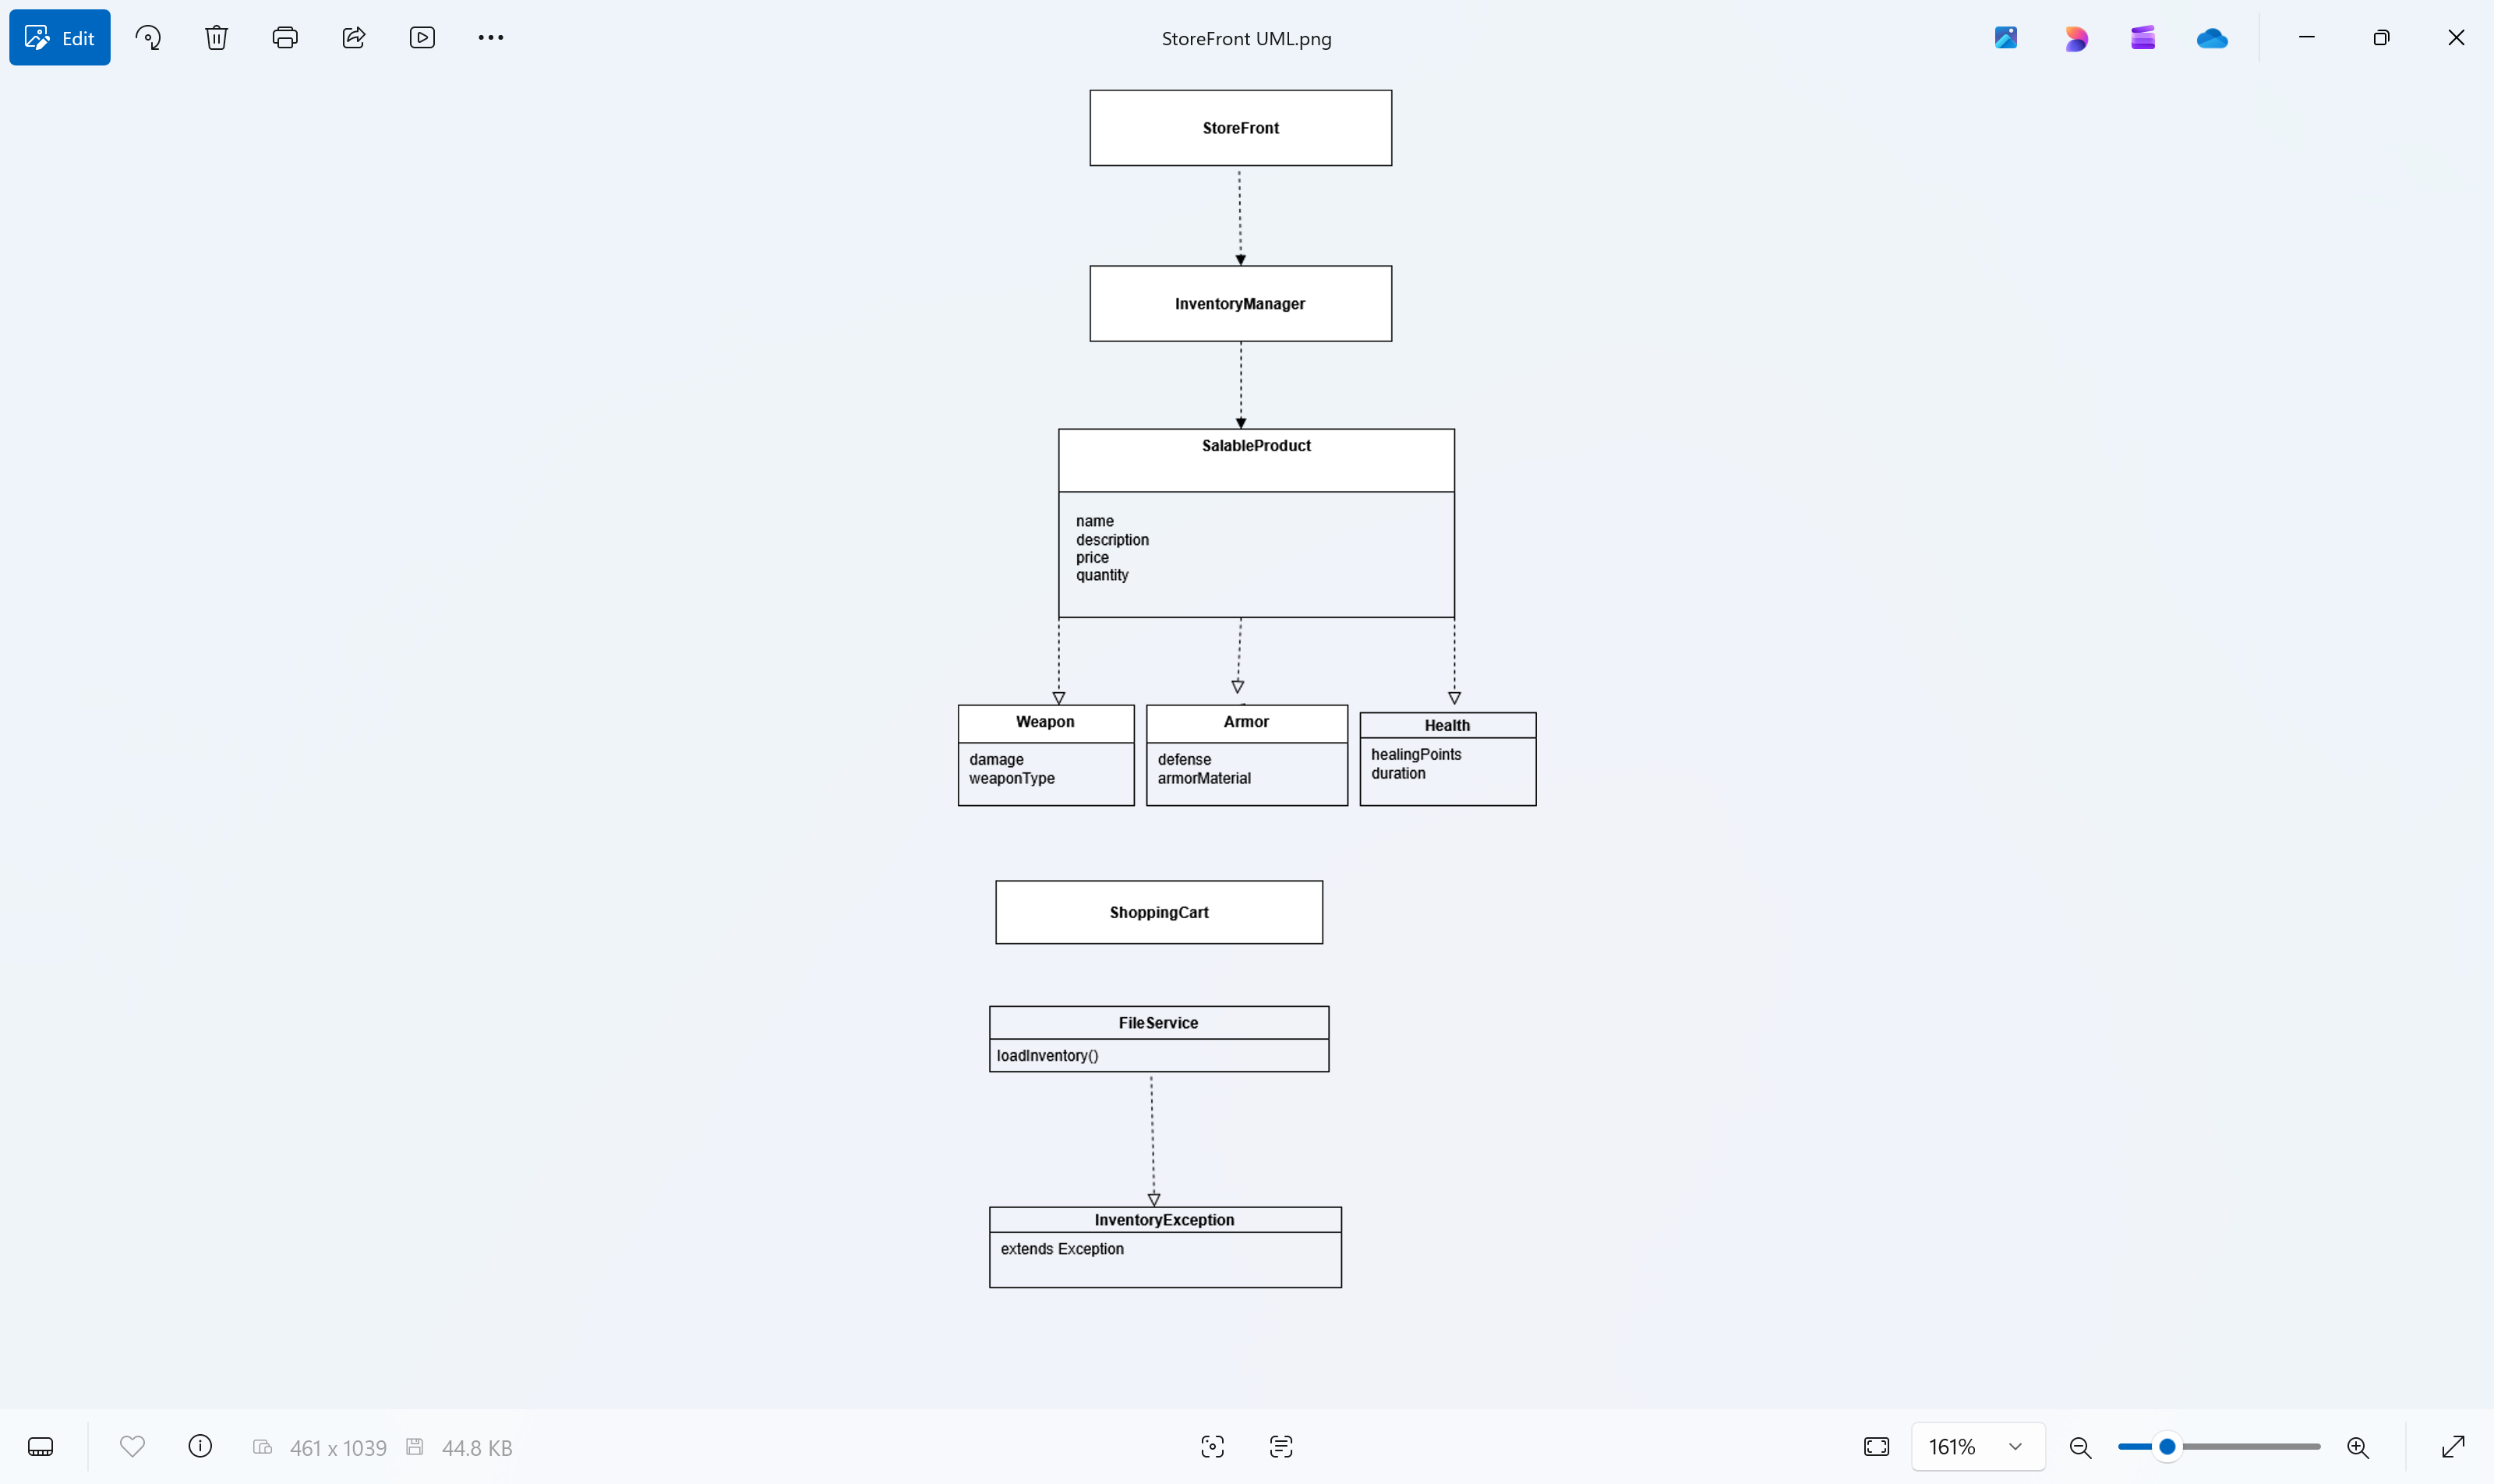 Edit
StoreFront UML.png
StoreFront
InventoryManager
SalableProduct
name
description
price
quantity
Weapon
damage
weaponType
Armor
defense
armorMaterial
Health
healingPoints
duration
ShoppingCart
FileService
loadInventory()
InventoryException
extends Exception
461 x 1039
44.8 KB
161%